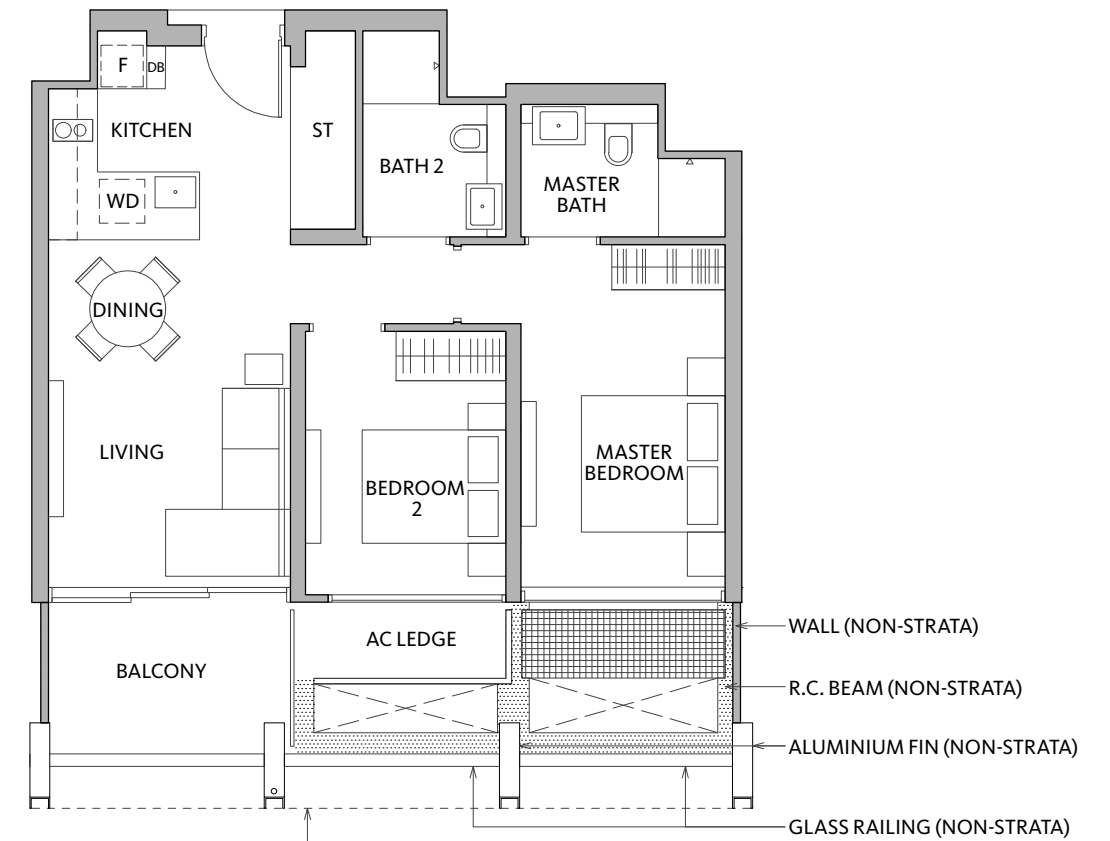 F
DB
KITCHEN
ST
BATH 2
MASTER
BATH
WD
DINING
LIVING
BEDROOM
2
MASTER
BEDROOM
BALCONY
AC LEDGE
WALL (NON-STRATA)
R.C. BEAM (NON-STRATA)
ALUMINIUM FIN (NON-STRATA)
GLASS RAILING (NON-STRATA)